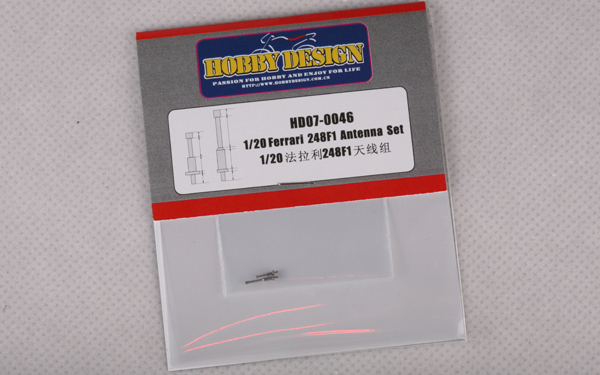 HOBBY DESIGN
PASSION FOR HOBBY AND ENJOY FOR LIFE
HTTP://WWW.HOBBYDESIGN.COM.CN
HD07-0046
1/20 Ferrari 248F1 Antenna Set
1/20 法拉利248F1天线组